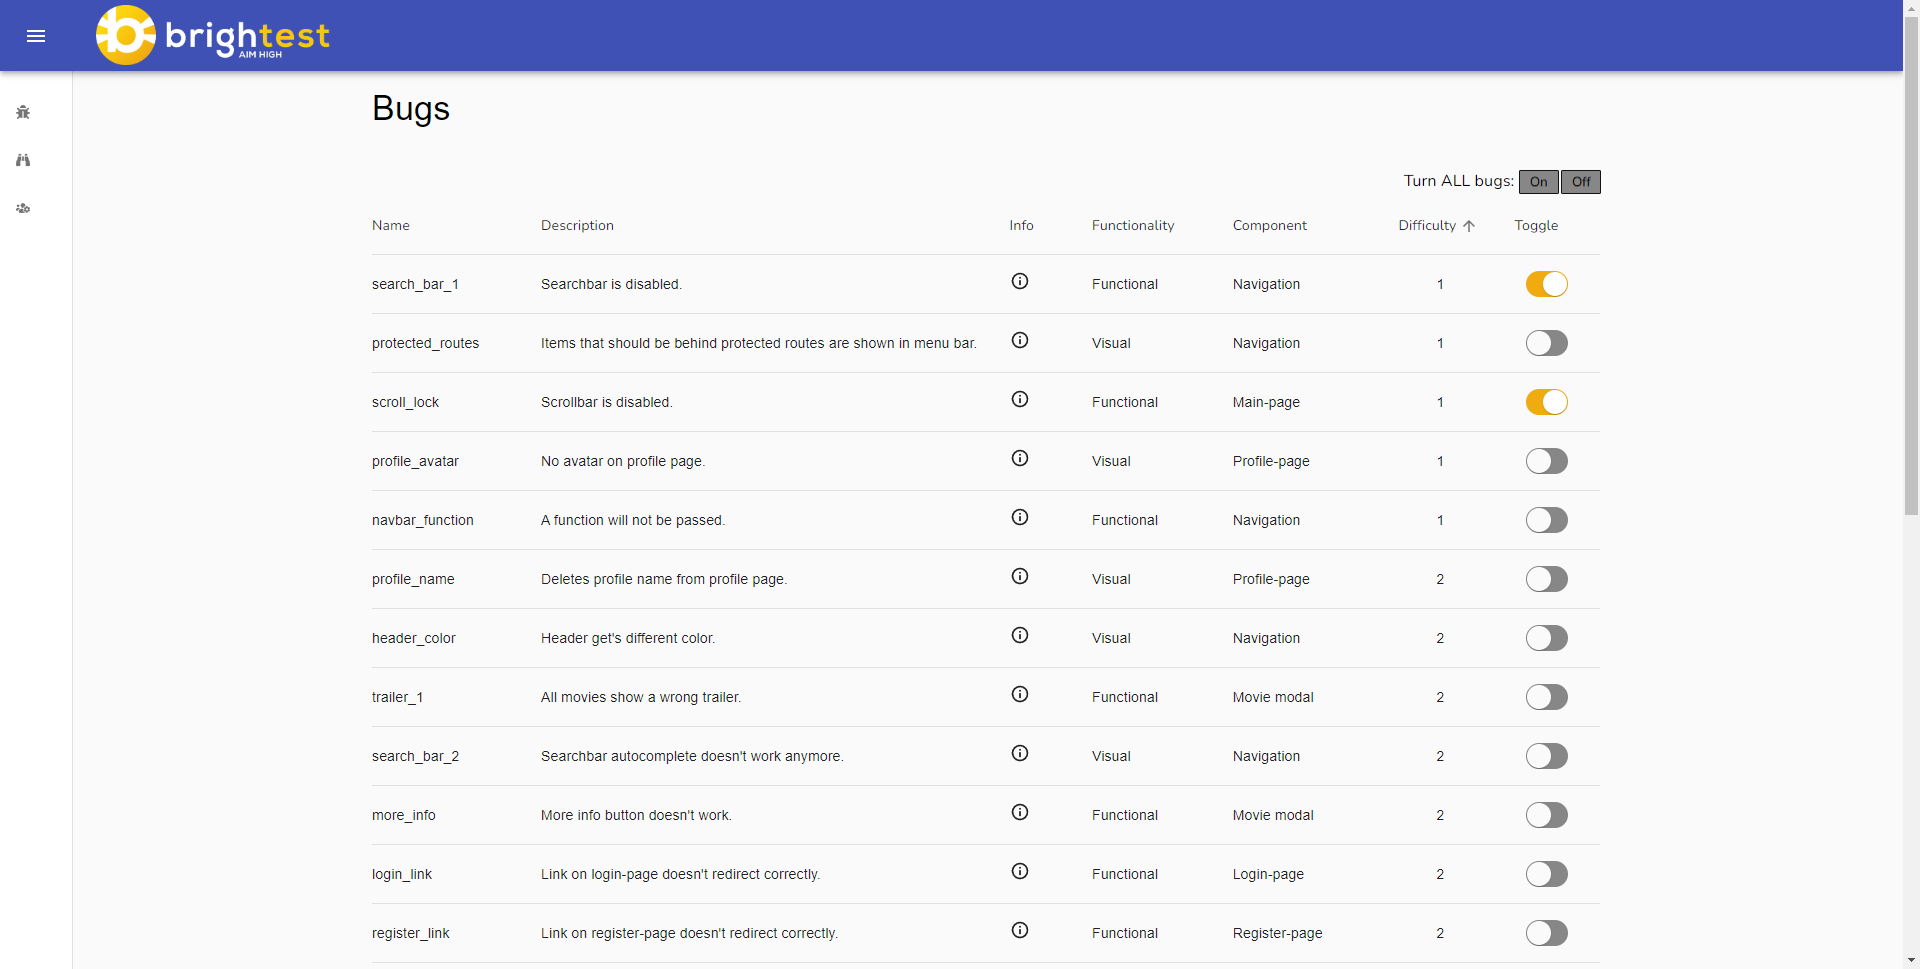 brightest
AIM HIGH
Bugs
Turn ALL bugs: On Off
Name Description Info Functionality Component Difficulty Toggle
search_bar_1 Searchbar is disabled. Functional Navigation 1
protected_routes Items that should be behind protected routes are shown in menu bar. Visual Navigation 1
scroll_lock Scrollbar is disabled. Functional Main-page 1
profile_avatar No avatar on profile page. Visual Profile-page 1
navbar_function A function will not be passed. Functional Navigation 1
profile_name Deletes profile name from profile page. Visual Profile-page 2
header_color Header get's different color. Visual Navigation 2
trailer_1 All movies show a wrong trailer. Functional Movie modal 2
search_bar_2 Searchbar autocomplete doesn't work anymore. Visual Navigation 2
more_info More info button doesn't work. Functional Movie modal 2
login_link Link on login-page doesn't redirect correctly. Functional Login-page 2
register_link Link on register-page doesn't redirect correctly. Functional Register-page 2